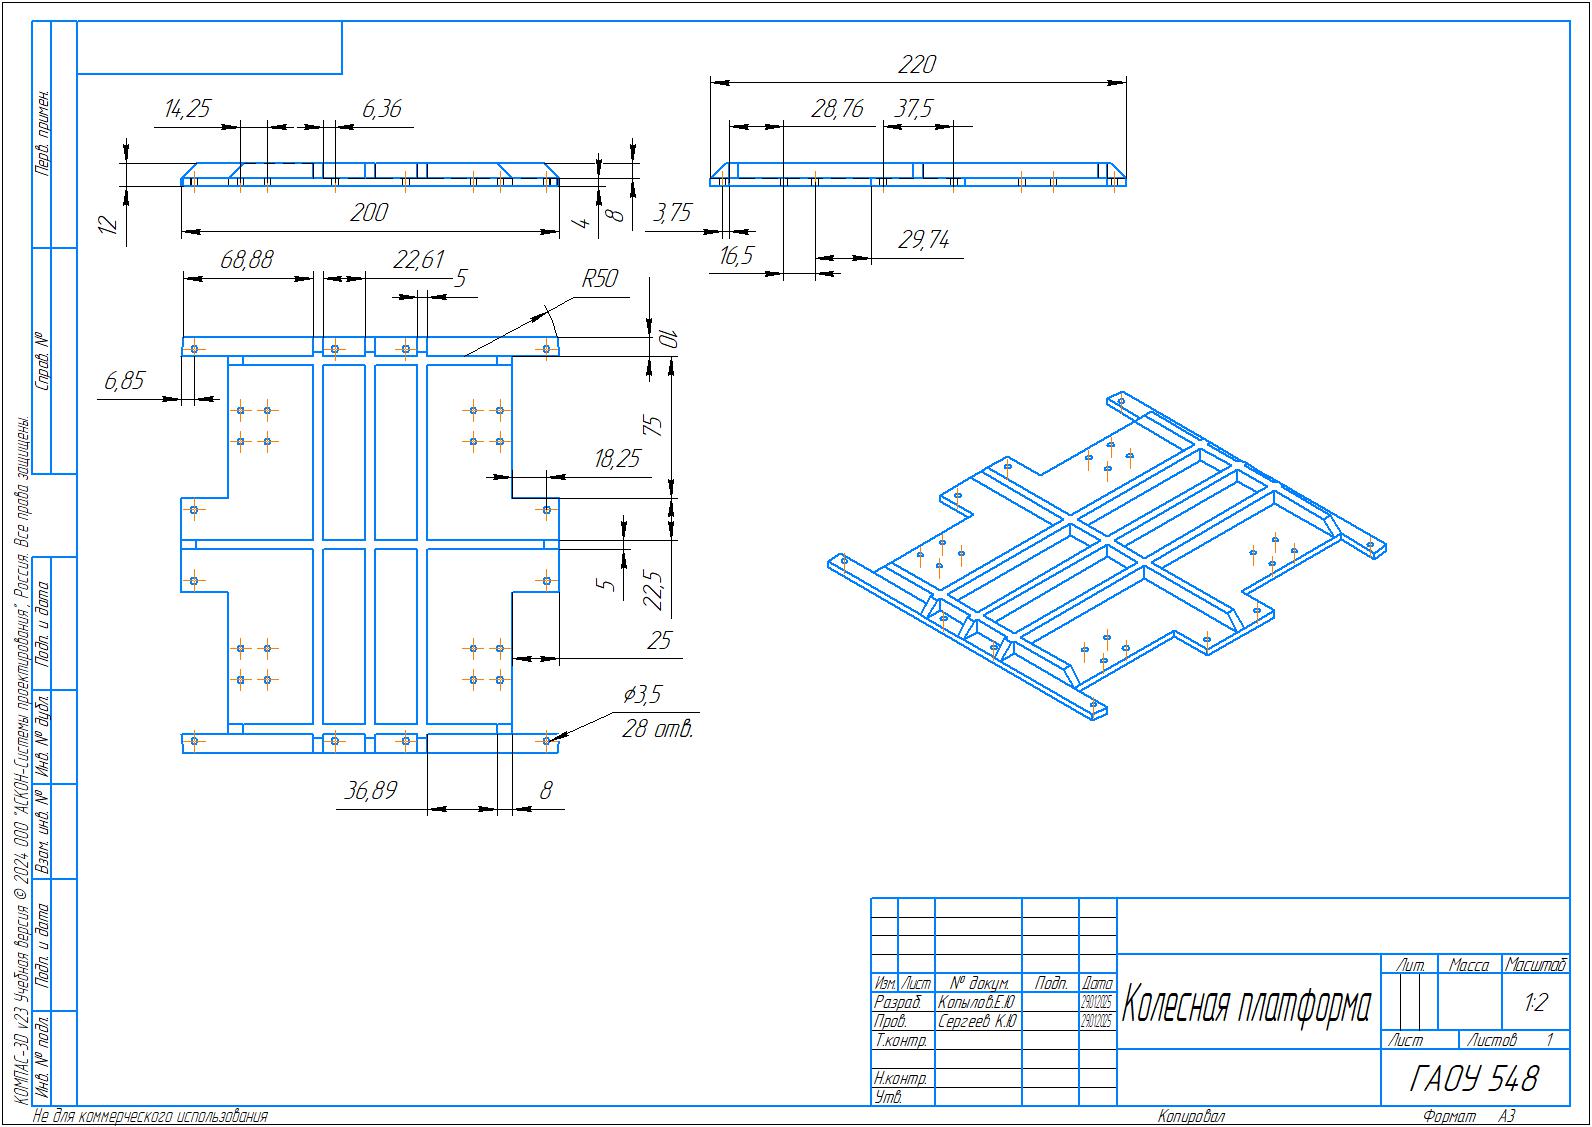 220
14,25
6,36
28,76
37,5
12
200
4
8
3,75
16,5
29,74
68,88
22,61
5
R50
10
6,85
75
18,25
5
22,5
25
⌀3,5
28 отв.
36,89
8
Перв. примен.
Справ. №
Подп. и дата
Инв. № дубл.
Взам. инв. №
Подп. и дата
Инв. № подл.
КОМПАС-3D v23 Учебная версия © 2024 ООО "АСКОН-Системы проектирования", Россия. Все права защищены.
Изм. Лист № докум. Подп. Дата
Разраб. Копылов.Е.Ю 29.01.2025
Пров. Сергеев К.Ю 29.01.2025
Т.контр.
Н.контр.
Утв.
Колесная платформа
Лит. Масса Масштаб
1:2
Лист Листов 1
ГАОУ 548
Не для коммерческого использования
Копировал
Формат А3